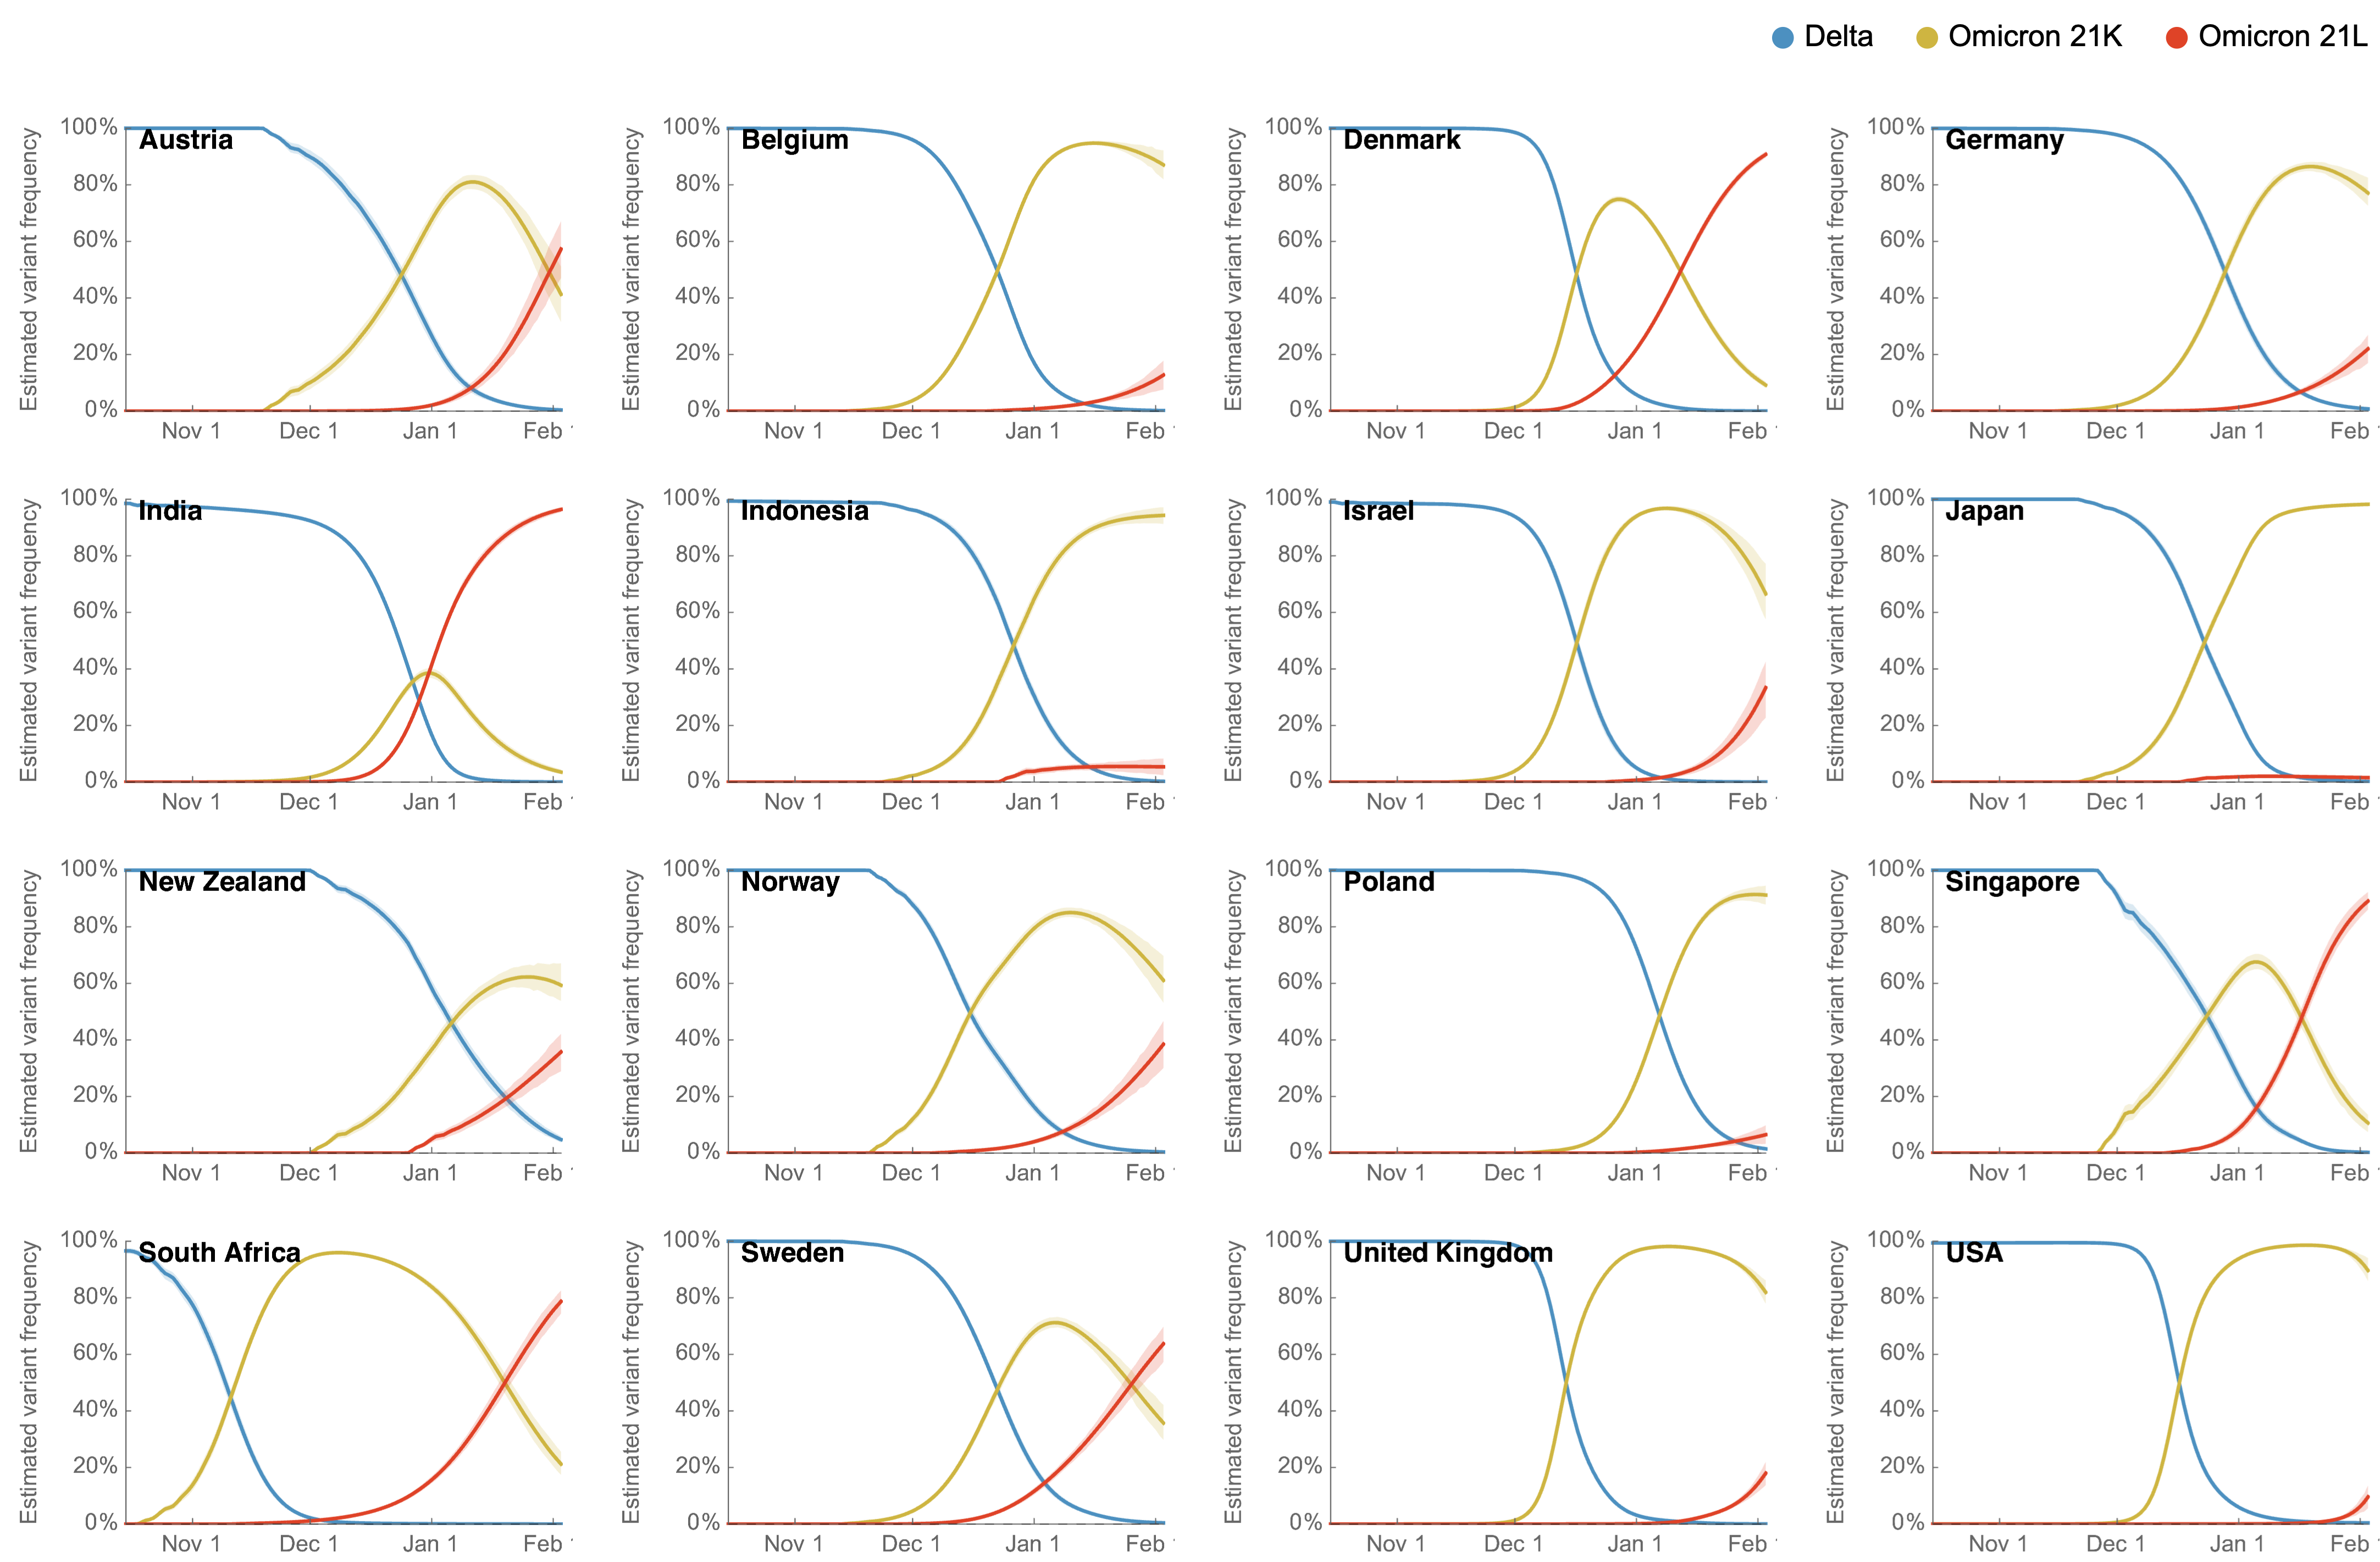 Delta Omicron 21K Omicron 21L
Austria Belgium Denmark Germany
Estimated variant frequency Estimated variant frequency Estimated variant frequency Estimated variant frequency
100% 100% 100% 100%
80% 80% 80% 80%
60% 60% 60% 60%
40% 40% 40% 40%
20% 20% 20% 20%
0% 0% 0% 0%
Nov 1 Dec 1 Jan 1 Feb Nov 1 Dec 1 Jan 1 Feb Nov 1 Dec 1 Jan 1 Feb Nov 1 Dec 1 Jan 1 Feb
India Indonesia Israel Japan
Estimated variant frequency Estimated variant frequency Estimated variant frequency Estimated variant frequency
100% 100% 100% 100%
80% 80% 80% 80%
60% 60% 60% 60%
40% 40% 40% 40%
20% 20% 20% 20%
0% 0% 0% 0%
Nov 1 Dec 1 Jan 1 Feb Nov 1 Dec 1 Jan 1 Feb Nov 1 Dec 1 Jan 1 Feb Nov 1 Dec 1 Jan 1 Feb
New Zealand Norway Poland Singapore
Estimated variant frequency Estimated variant frequency Estimated variant frequency Estimated variant frequency
100% 100% 100% 100%
80% 80% 80% 80%
60% 60% 60% 60%
40% 40% 40% 40%
20% 20% 20% 20%
0% 0% 0% 0%
Nov 1 Dec 1 Jan 1 Feb Nov 1 Dec 1 Jan 1 Feb Nov 1 Dec 1 Jan 1 Feb Nov 1 Dec 1 Jan 1 Feb
South Africa Sweden United Kingdom USA
Estimated variant frequency Estimated variant frequency Estimated variant frequency Estimated variant frequency
100% 100% 100% 100%
80% 80% 80% 80%
60% 60% 60% 60%
40% 40% 40% 40%
20% 20% 20% 20%
0% 0% 0% 0%
Nov 1 Dec 1 Jan 1 Feb Nov 1 Dec 1 Jan 1 Feb Nov 1 Dec 1 Jan 1 Feb Nov 1 Dec 1 Jan 1 Feb